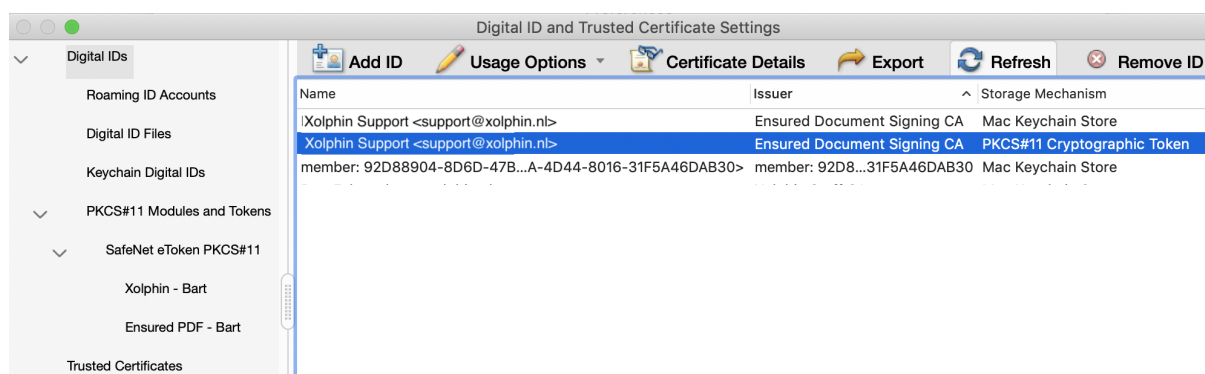 Digital ID and Trusted Certificate Settings
Digital IDs
Roaming ID Accounts
Digital ID Files
Keychain Digital IDs
PKCS#11 Modules and Tokens
SafeNet eToken PKCS#11
Xolphin - Bart
Ensured PDF - Bart
Trusted Certificates
Add ID Usage Options Certificate Details Export Refresh Remove ID
Name Issuer Storage Mechanism
Xolphin Support <support@xolphin.nl> Ensured Document Signing CA Mac Keychain Store
Xolphin Support <support@xolphin.nl> Ensured Document Signing CA PKCS#11 Cryptographic Token
member: 92D88904-8D6D-47B...A-4D44-8016-31F5A46DAB30> member: 92D8...31F5A46DAB30 Mac Keychain Store